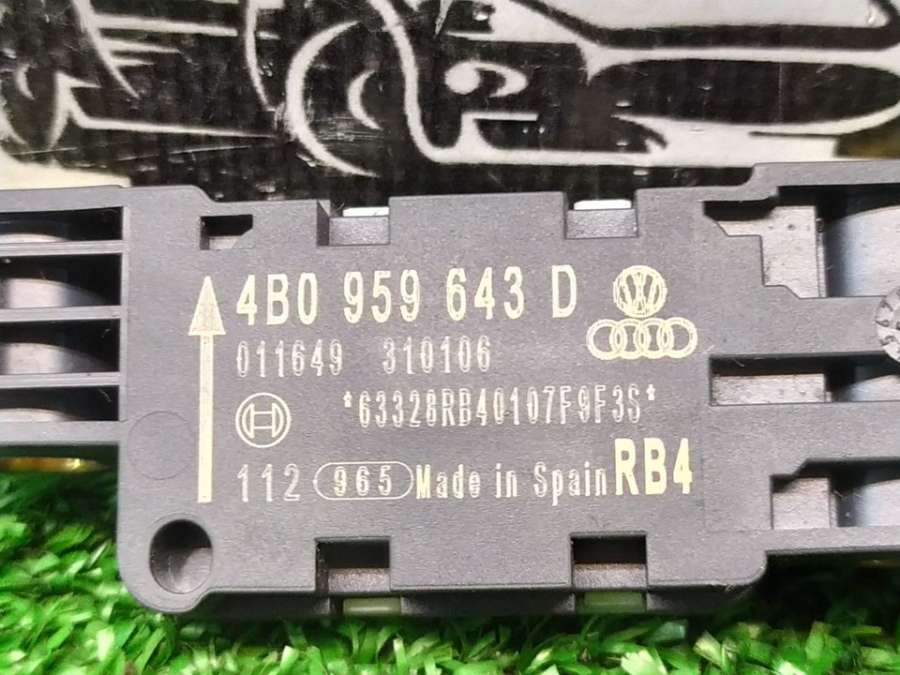 4B0 959 643 D
011649 310106
*63328RB40107F9F3S*
112 965 Made in Spain RB4